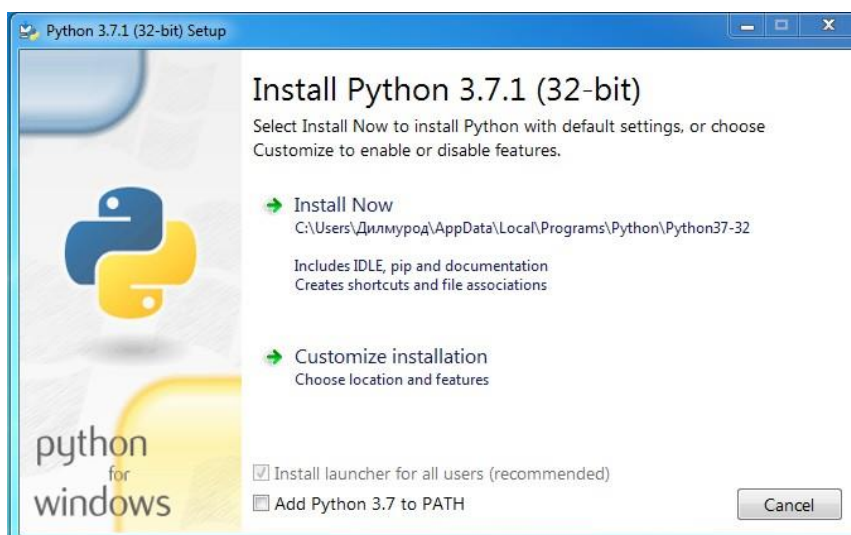 Python 3.7.1 (32-bit) Setup
Install Python 3.7.1 (32-bit)
Select Install Now to install Python with default settings, or choose
Customize to enable or disable features.
Install Now
C:\Users\Дилмурод\AppData\Local\Programs\Python\Python37-32
Includes IDLE, pip and documentation
Creates shortcuts and file associations
Customize installation
Choose location and features
python
for
windows
Install launcher for all users (recommended)
Add Python 3.7 to PATH
Cancel